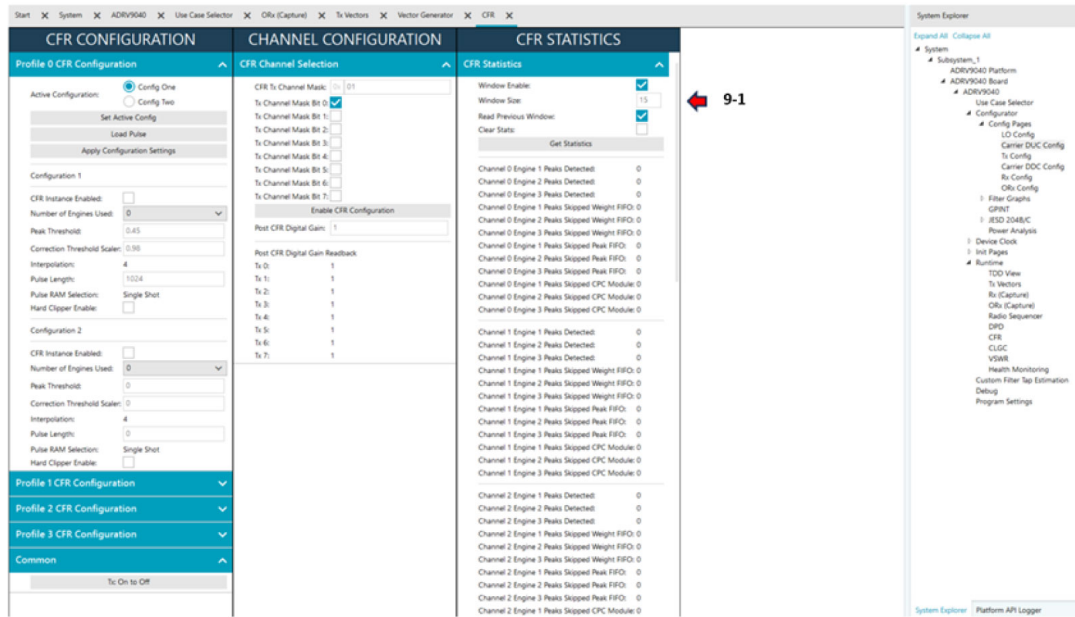 Start X System X ADRV9040 X Use Case Selector X ORx (Capture) X Tx Vectors X Vector Generator X CFR X
CFR CONFIGURATION
Profile 0 CFR Configuration
Active Configuration:
Config One
Config Two
Set Active Config
Load Pulse
Apply Configuration Settings
Configuration 1
CFR Instance Enabled:
Number of Engines Used: 0
Peak Threshold: 0.45
Correction Threshold Scaler: 0.98
Interpolation: 4
Pulse Length: 1024
Pulse RAM Selection: Single Shot
Hard Clipper Enable:
Configuration 2
CFR Instance Enabled:
Number of Engines Used: 0
Peak Threshold: 0
Correction Threshold Scaler: 0
Interpolation: 4
Pulse Length: 0
Pulse RAM Selection: Single Shot
Hard Clipper Enable:
Profile 1 CFR Configuration
Profile 2 CFR Configuration
Profile 3 CFR Configuration
Common
Tx On to Off
CHANNEL CONFIGURATION
CFR Channel Selection
CFR Tx Channel Mask: 0x 01
Tx Channel Mask Bit 0:
Tx Channel Mask Bit 1:
Tx Channel Mask Bit 2:
Tx Channel Mask Bit 3:
Tx Channel Mask Bit 4:
Tx Channel Mask Bit 5:
Tx Channel Mask Bit 6:
Tx Channel Mask Bit 7:
Enable CFR Configuration
Post CFR Digital Gain: 1
Post CFR Digital Gain Readback
Tx 0: 1
Tx 1: 1
Tx 2: 1
Tx 3: 1
Tx 4: 1
Tx 5: 1
Tx 6: 1
Tx 7: 1
CFR STATISTICS
CFR Statistics
Window Enable:
Window Size: 15
Read Previous Window:
Clear Stats:
Get Statistics
Channel 0 Engine 1 Peaks Detected: 0
Channel 0 Engine 2 Peaks Detected: 0
Channel 0 Engine 3 Peaks Detected: 0
Channel 0 Engine 1 Peaks Skipped Weight FIFO: 0
Channel 0 Engine 2 Peaks Skipped Weight FIFO: 0
Channel 0 Engine 3 Peaks Skipped Weight FIFO: 0
Channel 0 Engine 1 Peaks Skipped Peak FIFO: 0
Channel 0 Engine 2 Peaks Skipped Peak FIFO: 0
Channel 0 Engine 3 Peaks Skipped Peak FIFO: 0
Channel 0 Engine 1 Peaks Skipped CPC Module: 0
Channel 0 Engine 2 Peaks Skipped CPC Module: 0
Channel 0 Engine 3 Peaks Skipped CPC Module: 0
Channel 1 Engine 1 Peaks Detected: 0
Channel 1 Engine 2 Peaks Detected: 0
Channel 1 Engine 3 Peaks Detected: 0
Channel 1 Engine 1 Peaks Skipped Weight FIFO: 0
Channel 1 Engine 2 Peaks Skipped Weight FIFO: 0
Channel 1 Engine 3 Peaks Skipped Weight FIFO: 0
Channel 1 Engine 1 Peaks Skipped Peak FIFO: 0
Channel 1 Engine 2 Peaks Skipped Peak FIFO: 0
Channel 1 Engine 3 Peaks Skipped Peak FIFO: 0
Channel 1 Engine 1 Peaks Skipped CPC Module: 0
Channel 1 Engine 2 Peaks Skipped CPC Module: 0
Channel 1 Engine 3 Peaks Skipped CPC Module: 0
Channel 2 Engine 1 Peaks Detected: 0
Channel 2 Engine 2 Peaks Detected: 0
Channel 2 Engine 3 Peaks Detected: 0
Channel 2 Engine 1 Peaks Skipped Weight FIFO: 0
Channel 2 Engine 2 Peaks Skipped Weight FIFO: 0
Channel 2 Engine 3 Peaks Skipped Weight FIFO: 0
Channel 2 Engine 1 Peaks Skipped Peak FIFO: 0
Channel 2 Engine 2 Peaks Skipped Peak FIFO: 0
Channel 2 Engine 3 Peaks Skipped Peak FIFO: 0
Channel 2 Engine 1 Peaks Skipped CPC Module: 0
9-1
System Explorer
Expand All Collapse All
System
Subsystem_1
ADRV9040 Platform
ADRV9040 Board
ADRV9040
Use Case Selector
Configurator
Config Pages
LO Config
Carrier DUC Config
Tx Config
Carrier DDC Config
Rx Config
ORx Config
Filter Graphs
GPINT
JESD 204B/C
Power Analysis
Device Clock
Init Pages
Runtime
TDD View
Tx Vectors
Rx (Capture)
ORx (Capture)
Radio Sequencer
DPD
CFR
CLGC
VSWR
Health Monitoring
Custom Filter Tap Estimation
Debug
Program Settings
System Explorer Platform API Logger